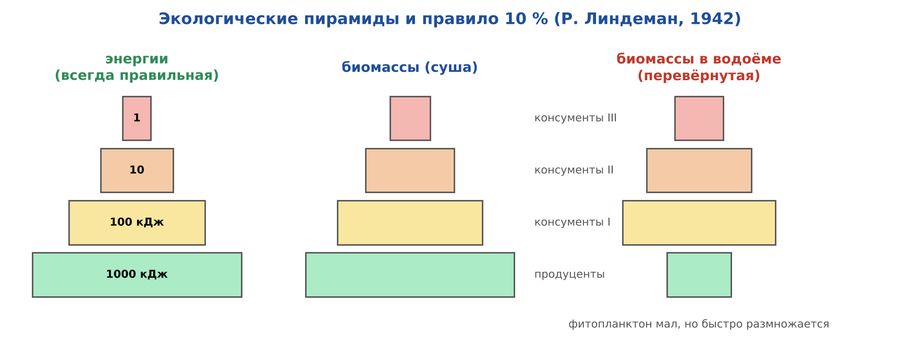 Экологические пирамиды и правило 10 % (Р. Линдеман, 1942)
энергии
(всегда правильная)
биомассы (суша)
биомассы в водоёме
(перевёрнутая)
1
консументы III
10
консументы II
100 кДж
консументы I
1000 кДж
продуценты
фитопланктон мал, но быстро размножается